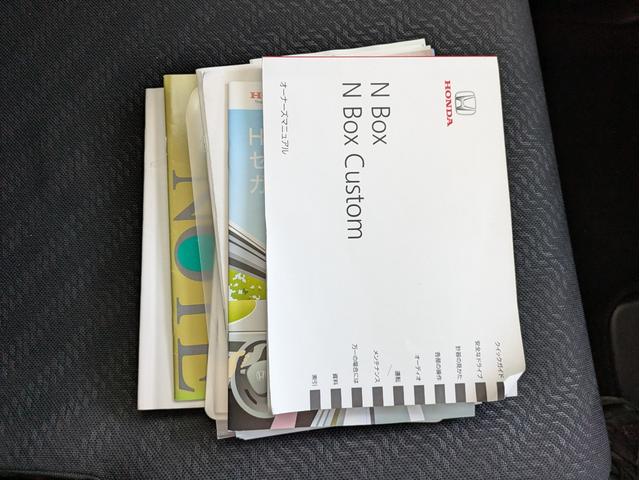 HONDA
N Box
N Box Custom
オーナーズマニュアル
クイックガイド
安全なドライブ
計器の見かた
各部の操作
オーディオ
運転
メンテナンス
万一の場合には
資料
索引
H
セ
カ